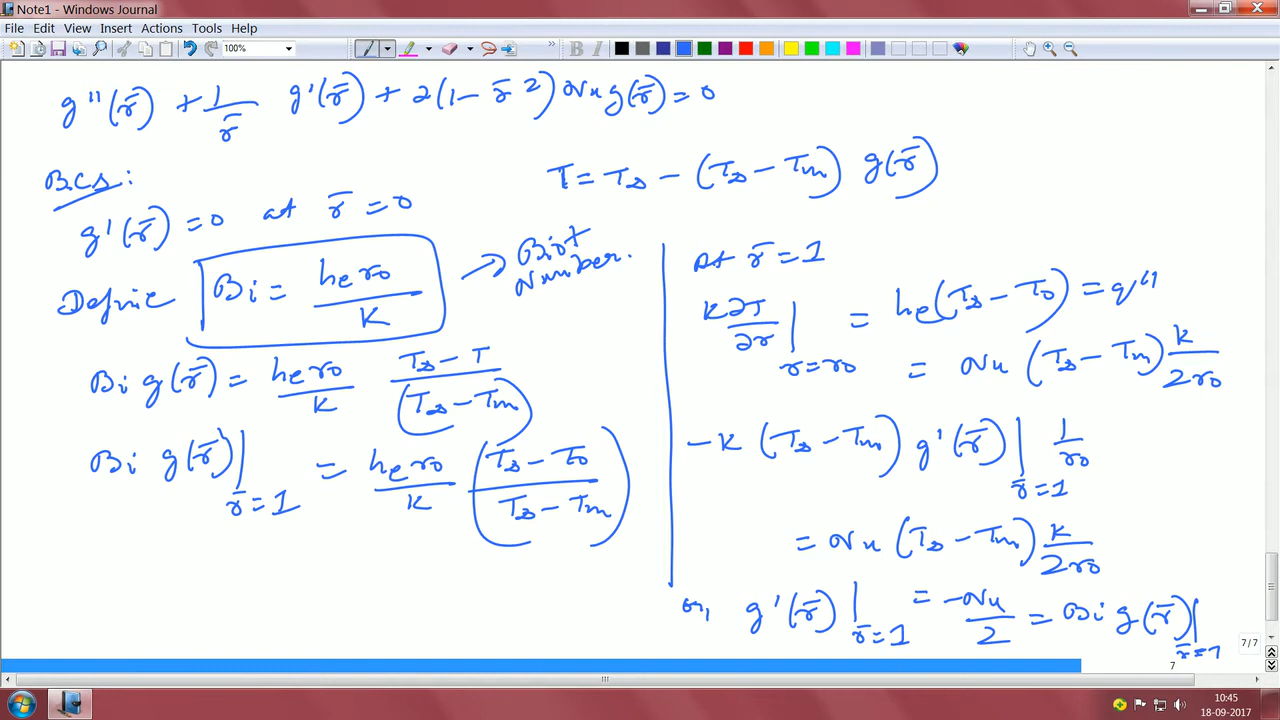 Note1 - Windows Journal
File Edit View Insert Actions Tools Help
100%
g''(r̄) + 1/r̄ g'(r̄) + 2(1 - r̄²) Nu g(r̄) = 0
B.Cs:
T = Ts - (Ts - Tm) g(r̄)
g'(r̄) = 0 at r̄ = 0
Define Bi = he r0 / K → Biot Number.
Bi g(r̄) = he r0 / K (Ts - T) / (Ts - Tm)
Bi g(r̄)|r̄=1 = he r0 / K ((Ts - T0) / (Ts - Tm))
At r̄ = 1
K ∂T/∂r |r=r0 = he(Ts - T0) = q''
= Nu (Ts - Tm) K/2r0
-K (Ts - Tm) g'(r̄)|r̄=1 1/r0
= Nu (Ts - Tm) K/2r0
or, g'(r̄)|r̄=1 = -Nu/2 = Bi g(r̄)|r̄=1
7/7
7
10:45
18-09-2017